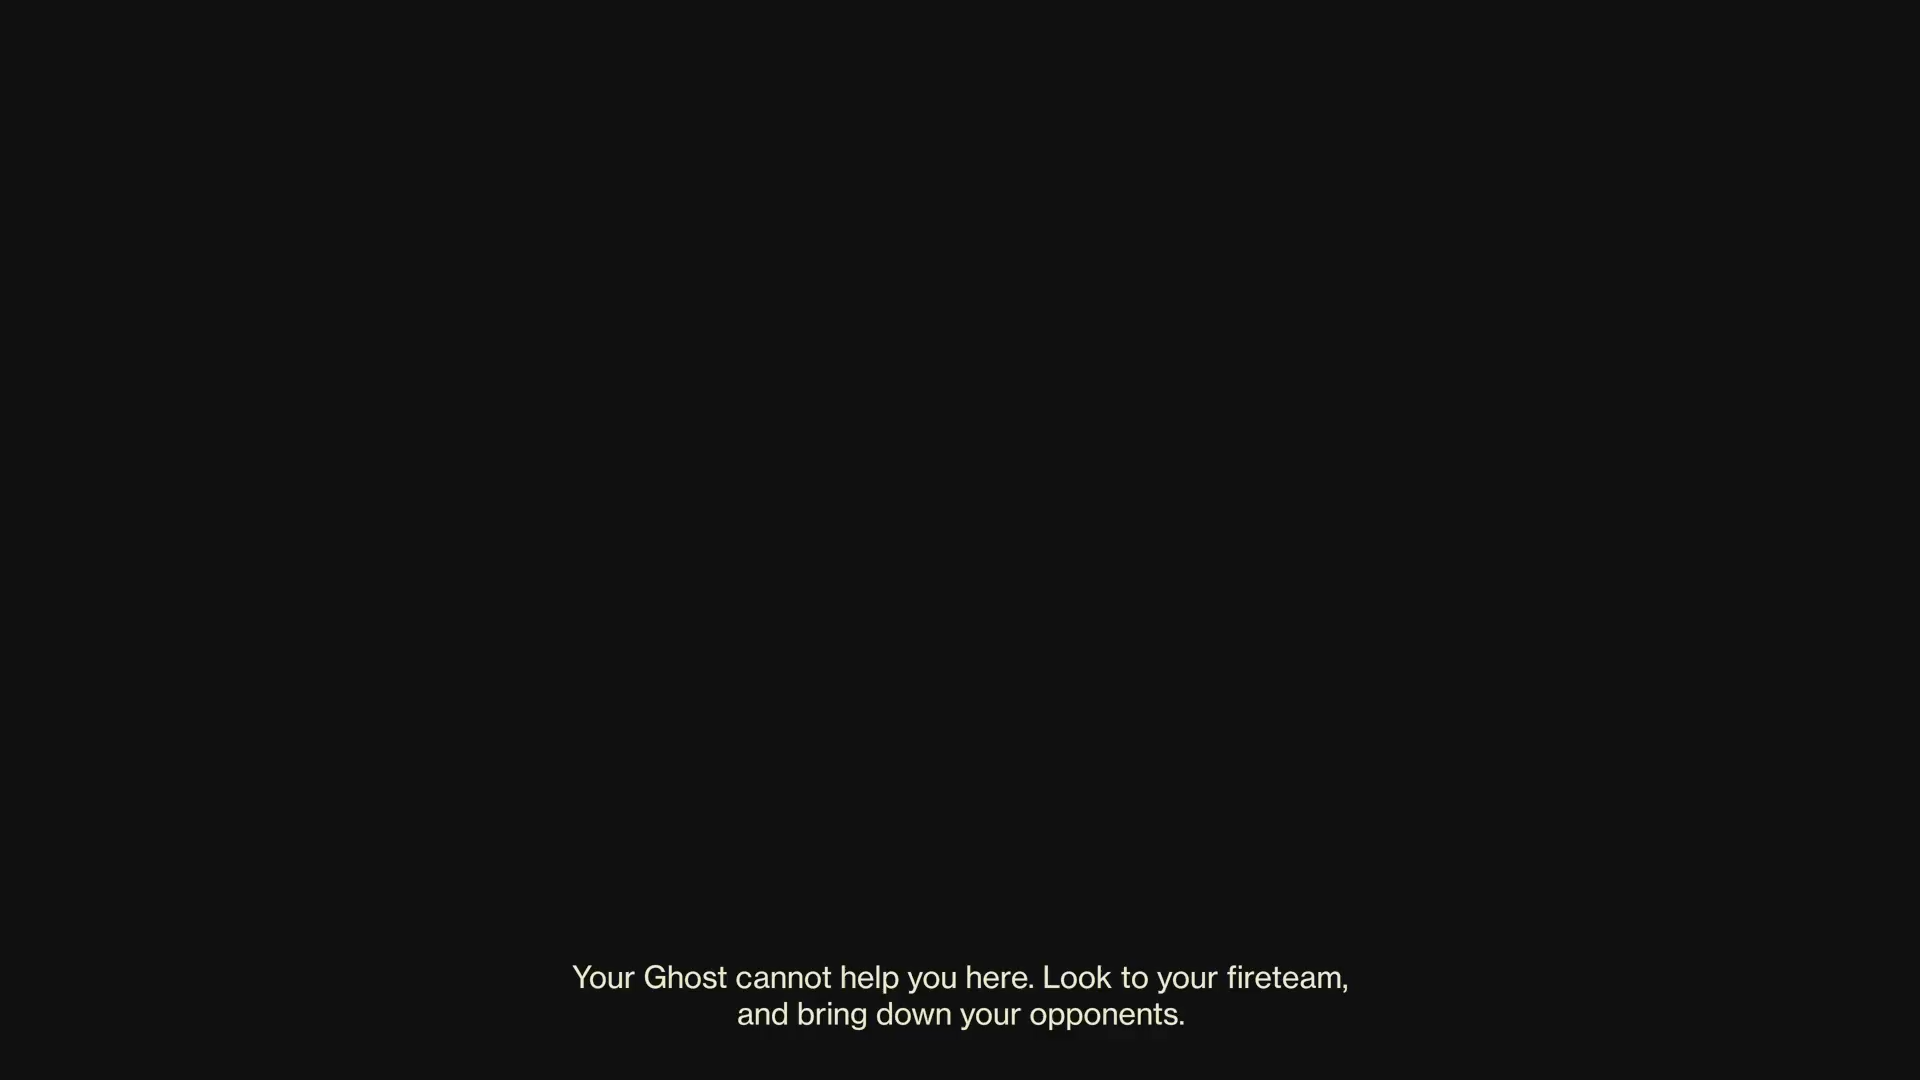 Your Ghost cannot help you here. Look to your fireteam,
and bring down your opponents.